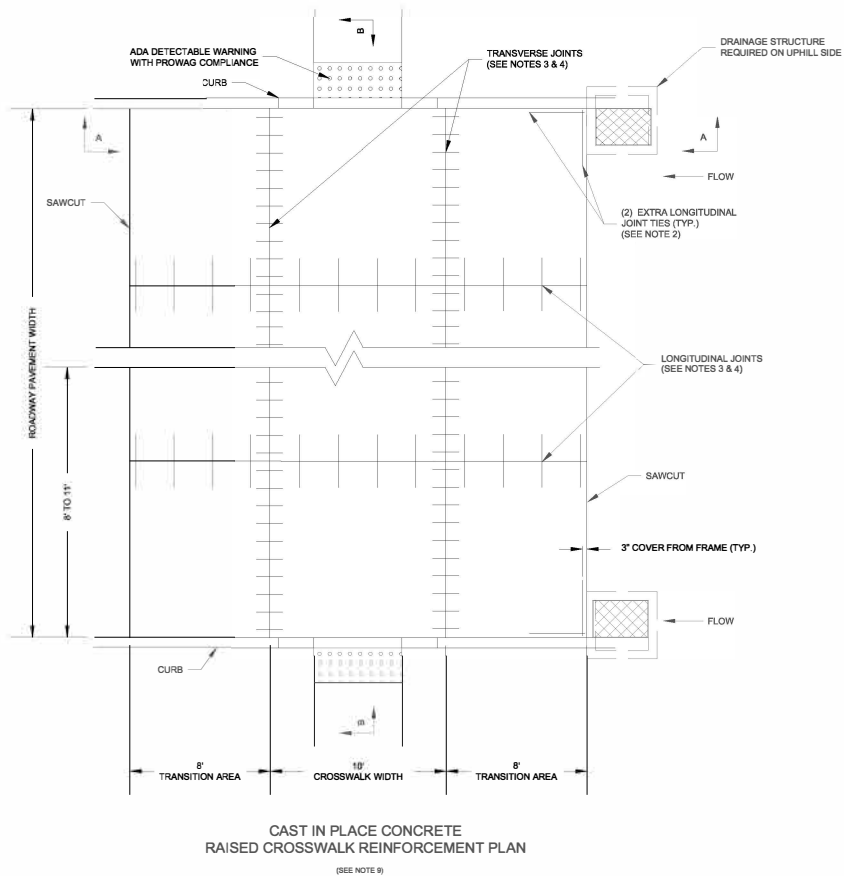 B
ADA DETECTABLE WARNING
WITH PROWAG COMPLIANCE
CURB
TRANSVERSE JOINTS
(SEE NOTES 3 & 4)
DRAINAGE STRUCTURE
REQUIRED ON UPHILL SIDE
A
A
FLOW
SAWCUT
(2) EXTRA LONGITUDINAL
JOINT TIES (TYP.)
(SEE NOTE 2)
ROADWAY PAVEMENT WIDTH
LONGITUDINAL JOINTS
(SEE NOTES 3 & 4)
8' TO 11'
SAWCUT
3" COVER FROM FRAME (TYP.)
FLOW
CURB
B
8'
TRANSITION AREA
10'
CROSSWALK WIDTH
8'
TRANSITION AREA
CAST IN PLACE CONCRETE
RAISED CROSSWALK REINFORCEMENT PLAN
(SEE NOTE 9)